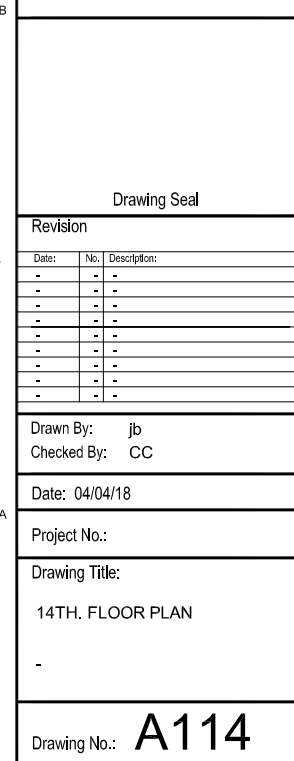 B
Drawing Seal
Revision
Date: No. Description:
- - -
- - -
- - -
- - -
- - -
- - -
- - -
- - -
- - -
Drawn By: jb
Checked By: CC
Date: 04/04/18
A
Project No.:
Drawing Title:
14TH. FLOOR PLAN
-
Drawing No.: A114